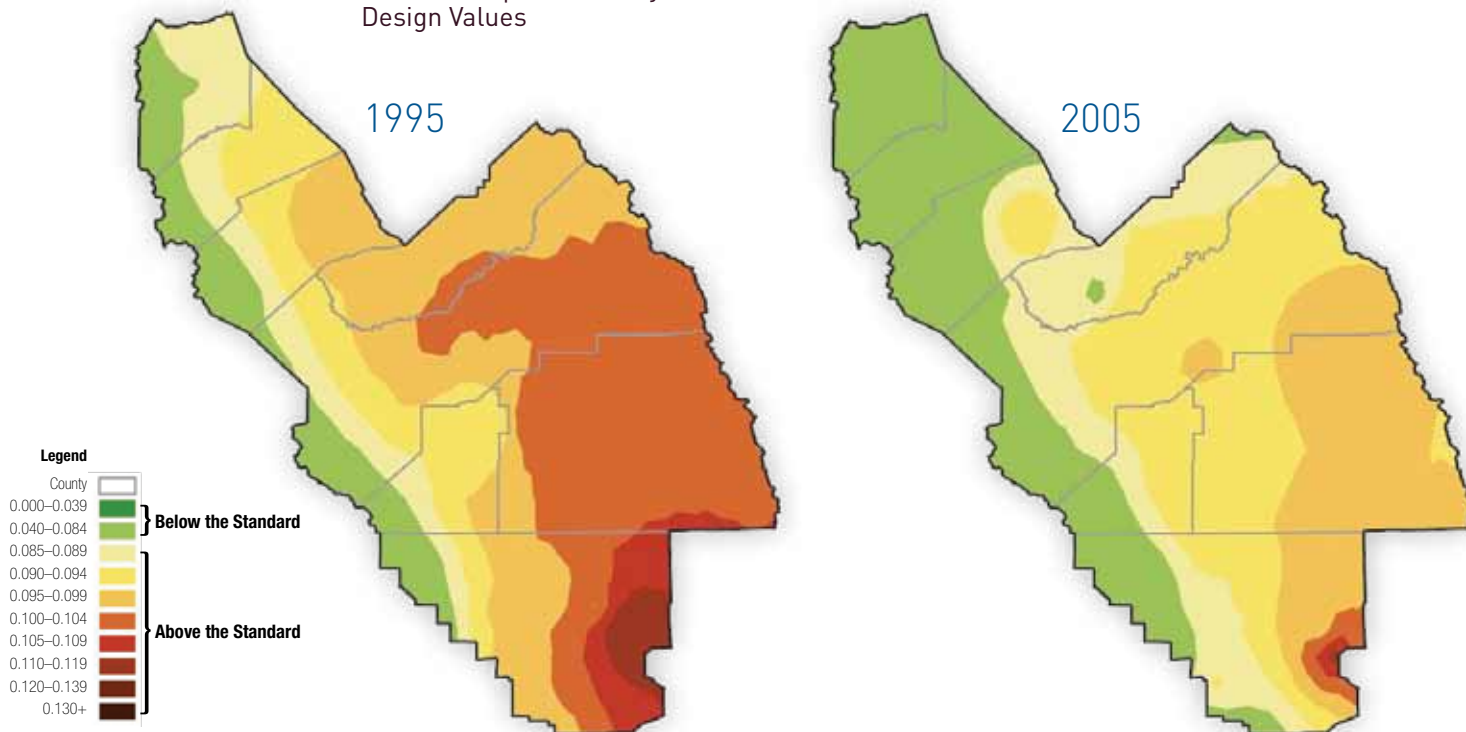 Design Values
1995
2005
Legend
County
0.000–0.039
0.040–0.084
Below the Standard
0.085–0.089
0.090–0.094
0.095–0.099
0.100–0.104
0.105–0.109
Above the Standard
0.110–0.119
0.120–0.139
0.130+